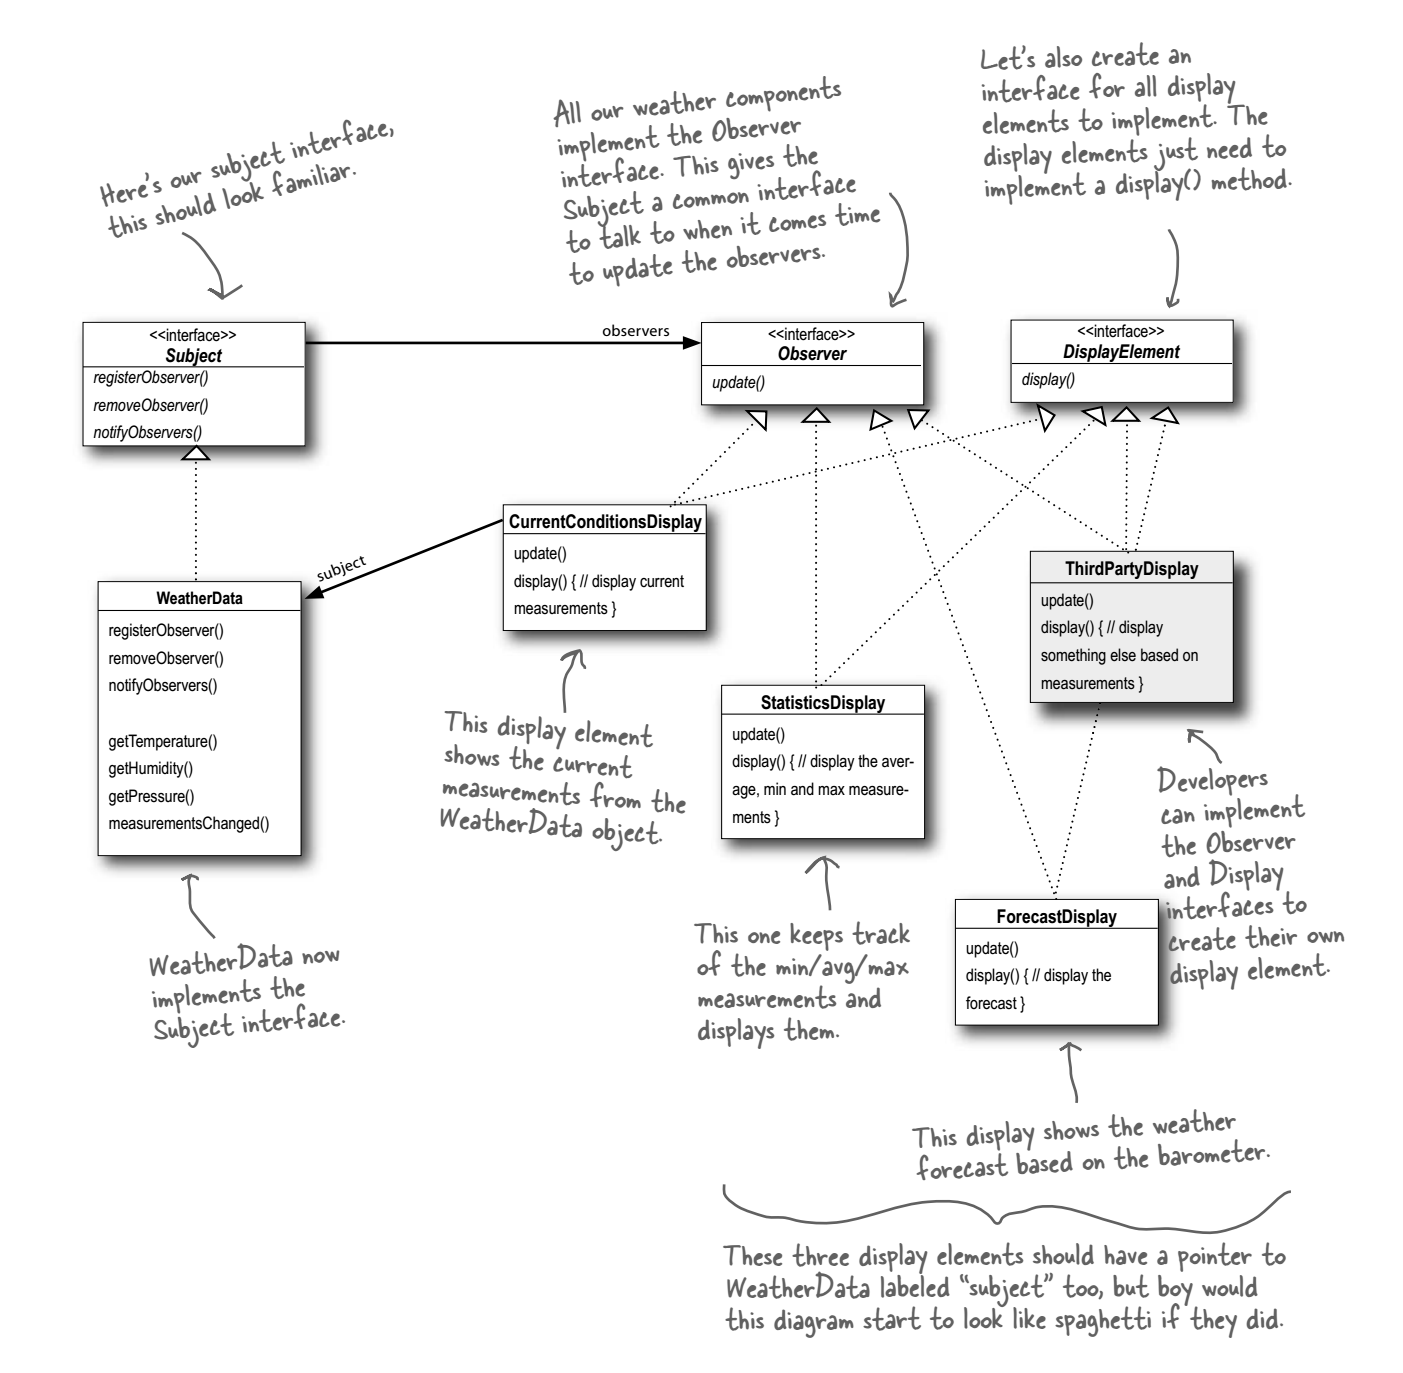 Here's our subject interface,
this should look familiar.
All our weather components
implement the Observer
interface. This gives the
Subject a common interface
to talk to when it comes time
to update the observers.
Let's also create an
interface for all display
elements to implement. The
display elements just need to
implement a display() method.
<<interface>>
Subject
registerObserver()
removeObserver()
notifyObservers()
observers
<<interface>>
Observer
update()
<<interface>>
DisplayElement
display()
subject
WeatherData
registerObserver()
removeObserver()
notifyObservers()
getTemperature()
getHumidity()
getPressure()
measurementsChanged()
CurrentConditionsDisplay
update()
display() { // display current
measurements }
ThirdPartyDisplay
update()
display() { // display
something else based on
measurements }
StatisticsDisplay
update()
display() { // display the aver-
age, min and max measure-
ments }
This display element
shows the current
measurements from the
WeatherData object.
Developers
can implement
the Observer
and Display
interfaces to
create their own
display element.
ForecastDisplay
update()
display() { // display the
forecast }
WeatherData now
implements the
Subject interface.
This one keeps track
of the min/avg/max
measurements and
displays them.
This display shows the weather
forecast based on the barometer.
These three display elements should have a pointer to
WeatherData labeled “subject” too, but boy would
this diagram start to look like spaghetti if they did.